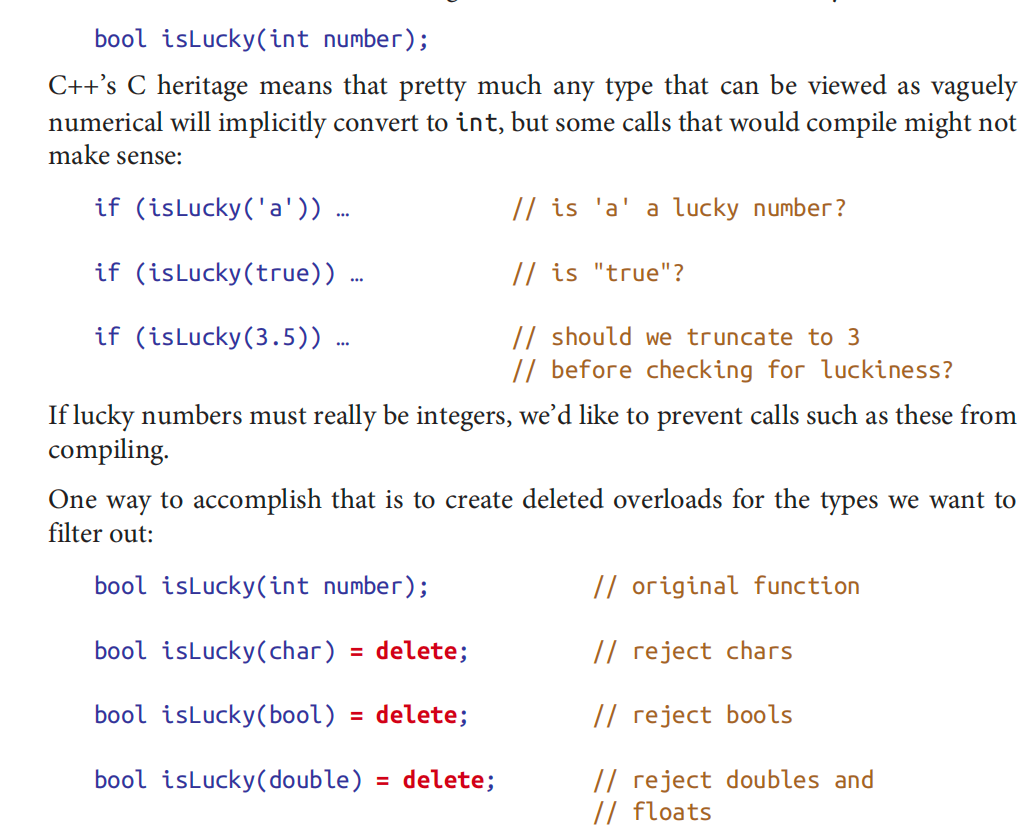 bool isLucky(int number);
C++’s C heritage means that pretty much any type that can be viewed as vaguely
numerical will implicitly convert to int, but some calls that would compile might not
make sense:
if (isLucky('a')) … // is 'a' a lucky number?
if (isLucky(true)) … // is "true"?
if (isLucky(3.5)) … // should we truncate to 3
// before checking for luckiness?
If lucky numbers must really be integers, we’d like to prevent calls such as these from
compiling.
One way to accomplish that is to create deleted overloads for the types we want to
filter out:
bool isLucky(int number); // original function
bool isLucky(char) = delete; // reject chars
bool isLucky(bool) = delete; // reject bools
bool isLucky(double) = delete; // reject doubles and
// floats